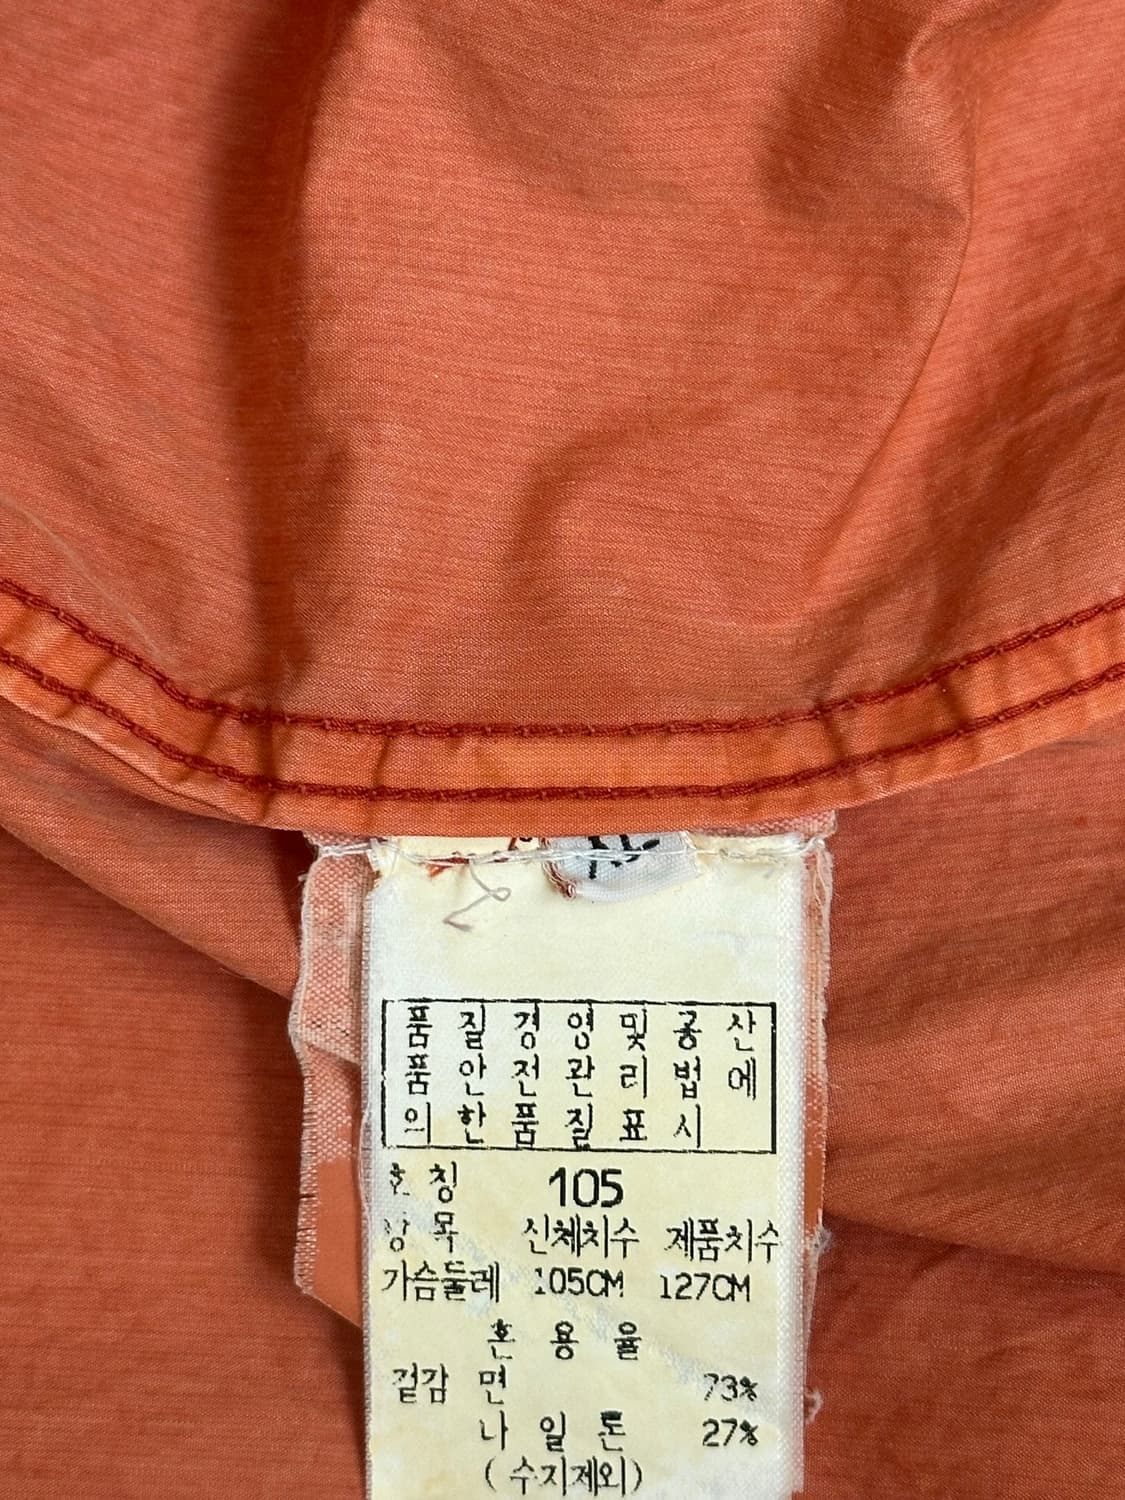 품질경영및공산
품안전관리법에
의한품질표시
호칭 105
항목 신체치수 제품치수
가슴둘레 105CM 127CM
혼용율
겉감 면 73%
나일론 27%
(수지제외)